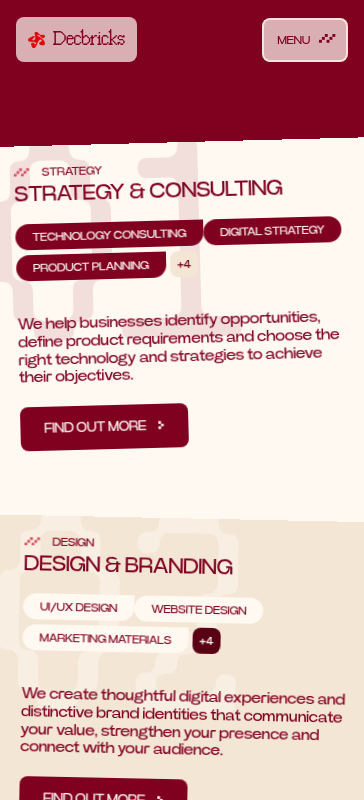 Decbricks
MENU
STRATEGY
STRATEGY & CONSULTING
TECHNOLOGY CONSULTING
DIGITAL STRATEGY
PRODUCT PLANNING
+4
We help businesses identify opportunities,
define product requirements and choose the
right technology and strategies to achieve
their objectives.
FIND OUT MORE
DESIGN
DESIGN & BRANDING
UI/UX DESIGN
WEBSITE DESIGN
MARKETING MATERIALS
+4
We create thoughtful digital experiences and
distinctive brand identities that communicate
your value, strengthen your presence and
connect with your audience.
FIND OUT MORE